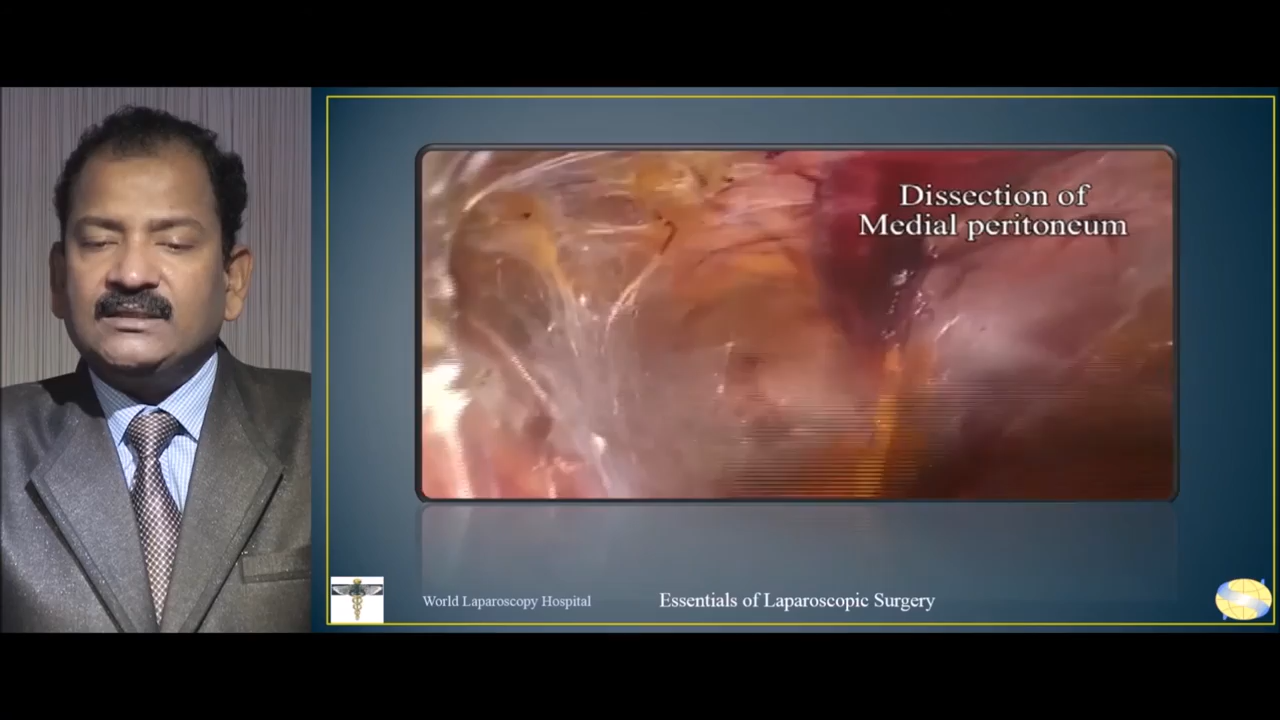 Dissection of
Medial peritoneum
World Laparoscopy Hospital
Essentials of Laparoscopic Surgery